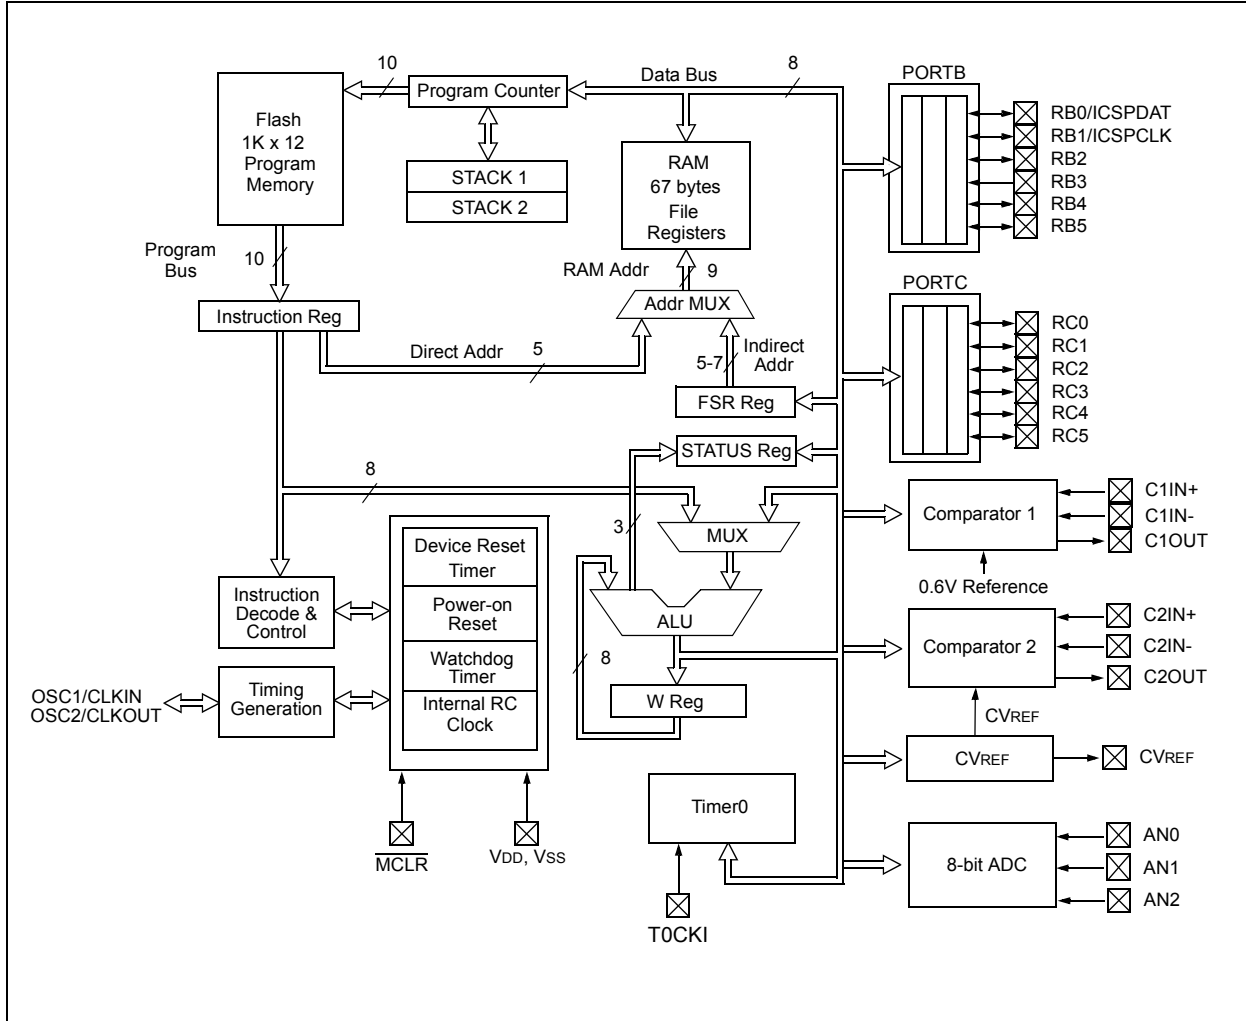 10
Data Bus
8
PORTB
Program Counter
Flash
1K x 12
Program
Memory
STACK 1
STACK 2
RAM
67 bytes
File
Registers
RB0/ICSPDAT
RB1/ICSPCLK
RB2
RB3
RB4
RB5
Program
Bus
10
RAM Addr
9
PORTC
Instruction Reg
Addr MUX
Direct Addr
5
5-7
Indirect
Addr
FSR Reg
RC0
RC1
RC2
RC3
RC4
RC5
STATUS Reg
8
3
MUX
Comparator 1
C1IN+
C1IN-
C1OUT
0.6V Reference
Device Reset
Timer
Power-on
Reset
Watchdog
Timer
Internal RC
Clock
Instruction
Decode &
Control
ALU
8
W Reg
Comparator 2
C2IN+
C2IN-
C2OUT
OSC1/CLKIN
OSC2/CLKOUT
Timing
Generation
CVREF
CVREF
CVREF
MCLR
VDD, VSS
Timer0
T0CKI
8-bit ADC
AN0
AN1
AN2